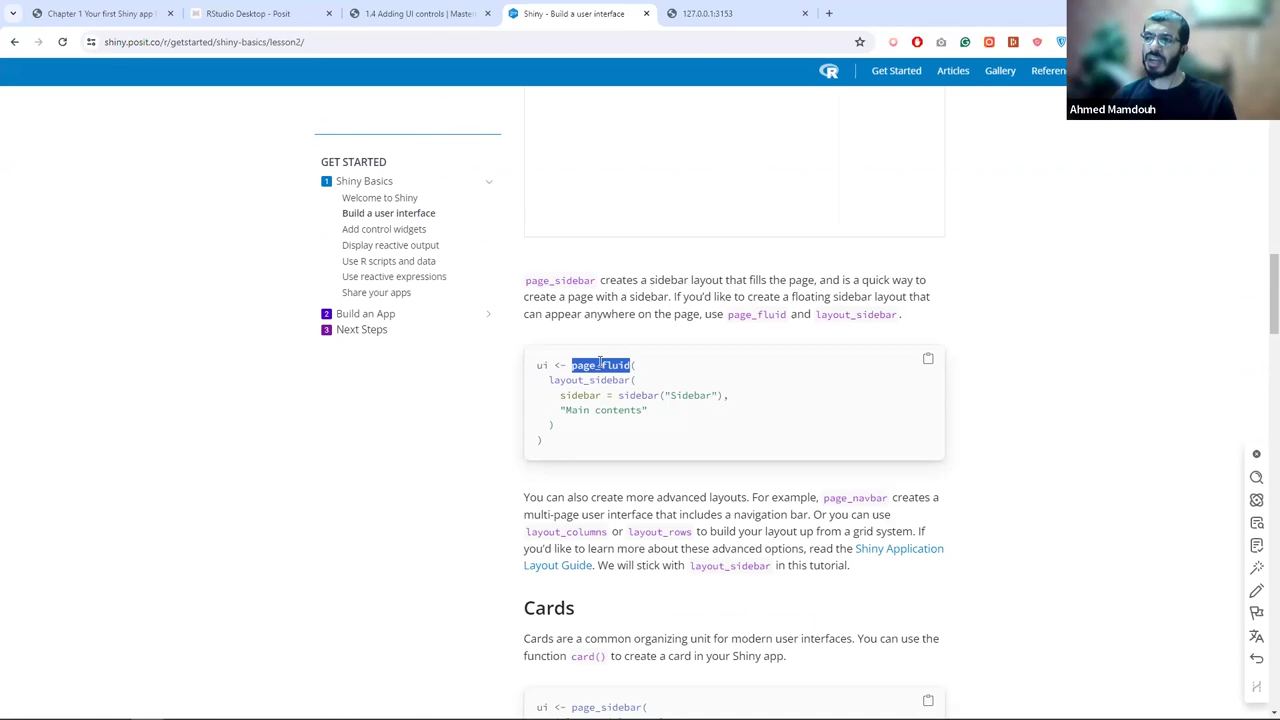 Chapter 1 Your first Shiny app
RStudio Desktop - Posit
1.4 Adding UI controls | Master
Shiny - Build a user interface
127.0.0.1:3153
shiny.posit.co/r/getstarted/shiny-basics/lesson2/
Get Started
Articles
Gallery
Ahmed Mamdouh
GET STARTED
1 Shiny Basics
Welcome to Shiny
Build a user interface
Add control widgets
Display reactive output
Use R scripts and data
Use reactive expressions
Share your apps
2 Build an App
3 Next Steps
page_sidebar creates a sidebar layout that fills the page, and is a quick way to
create a page with a sidebar. If you'd like to create a floating sidebar layout that
can appear anywhere on the page, use page_fluid and layout_sidebar.
ui <- page_fluid(
layout_sidebar(
sidebar = sidebar("Sidebar"),
"Main contents"
)
)
You can also create more advanced layouts. For example, page_navbar creates a
multi-page user interface that includes a navigation bar. Or you can use
layout_columns or layout_rows to build your layout up from a grid system. If
you'd like to learn more about these advanced options, read the Shiny Application
Layout Guide. We will stick with layout_sidebar in this tutorial.
Cards
Cards are a common organizing unit for modern user interfaces. You can use the
function card() to create a card in your Shiny app.
ui <- page_sidebar(